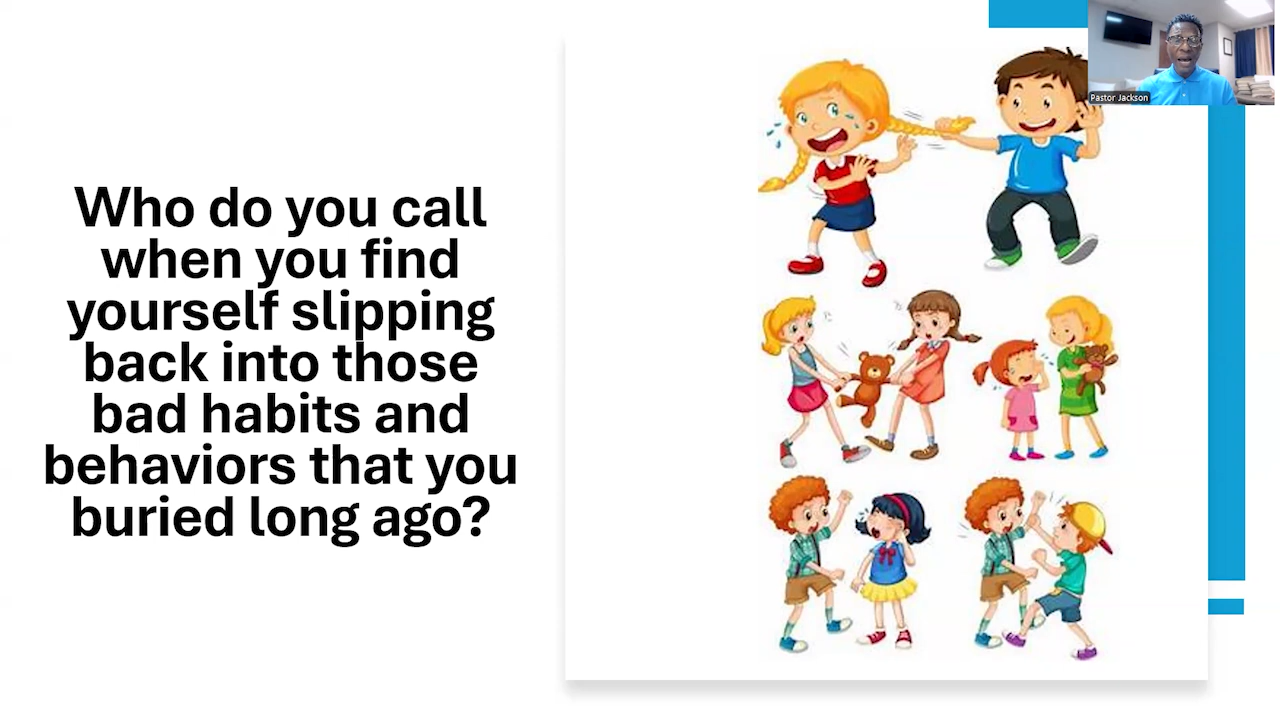 Who do you call
when you find
yourself slipping
back into those
bad habits and
behaviors that you
buried long ago?
Pastor Jackson